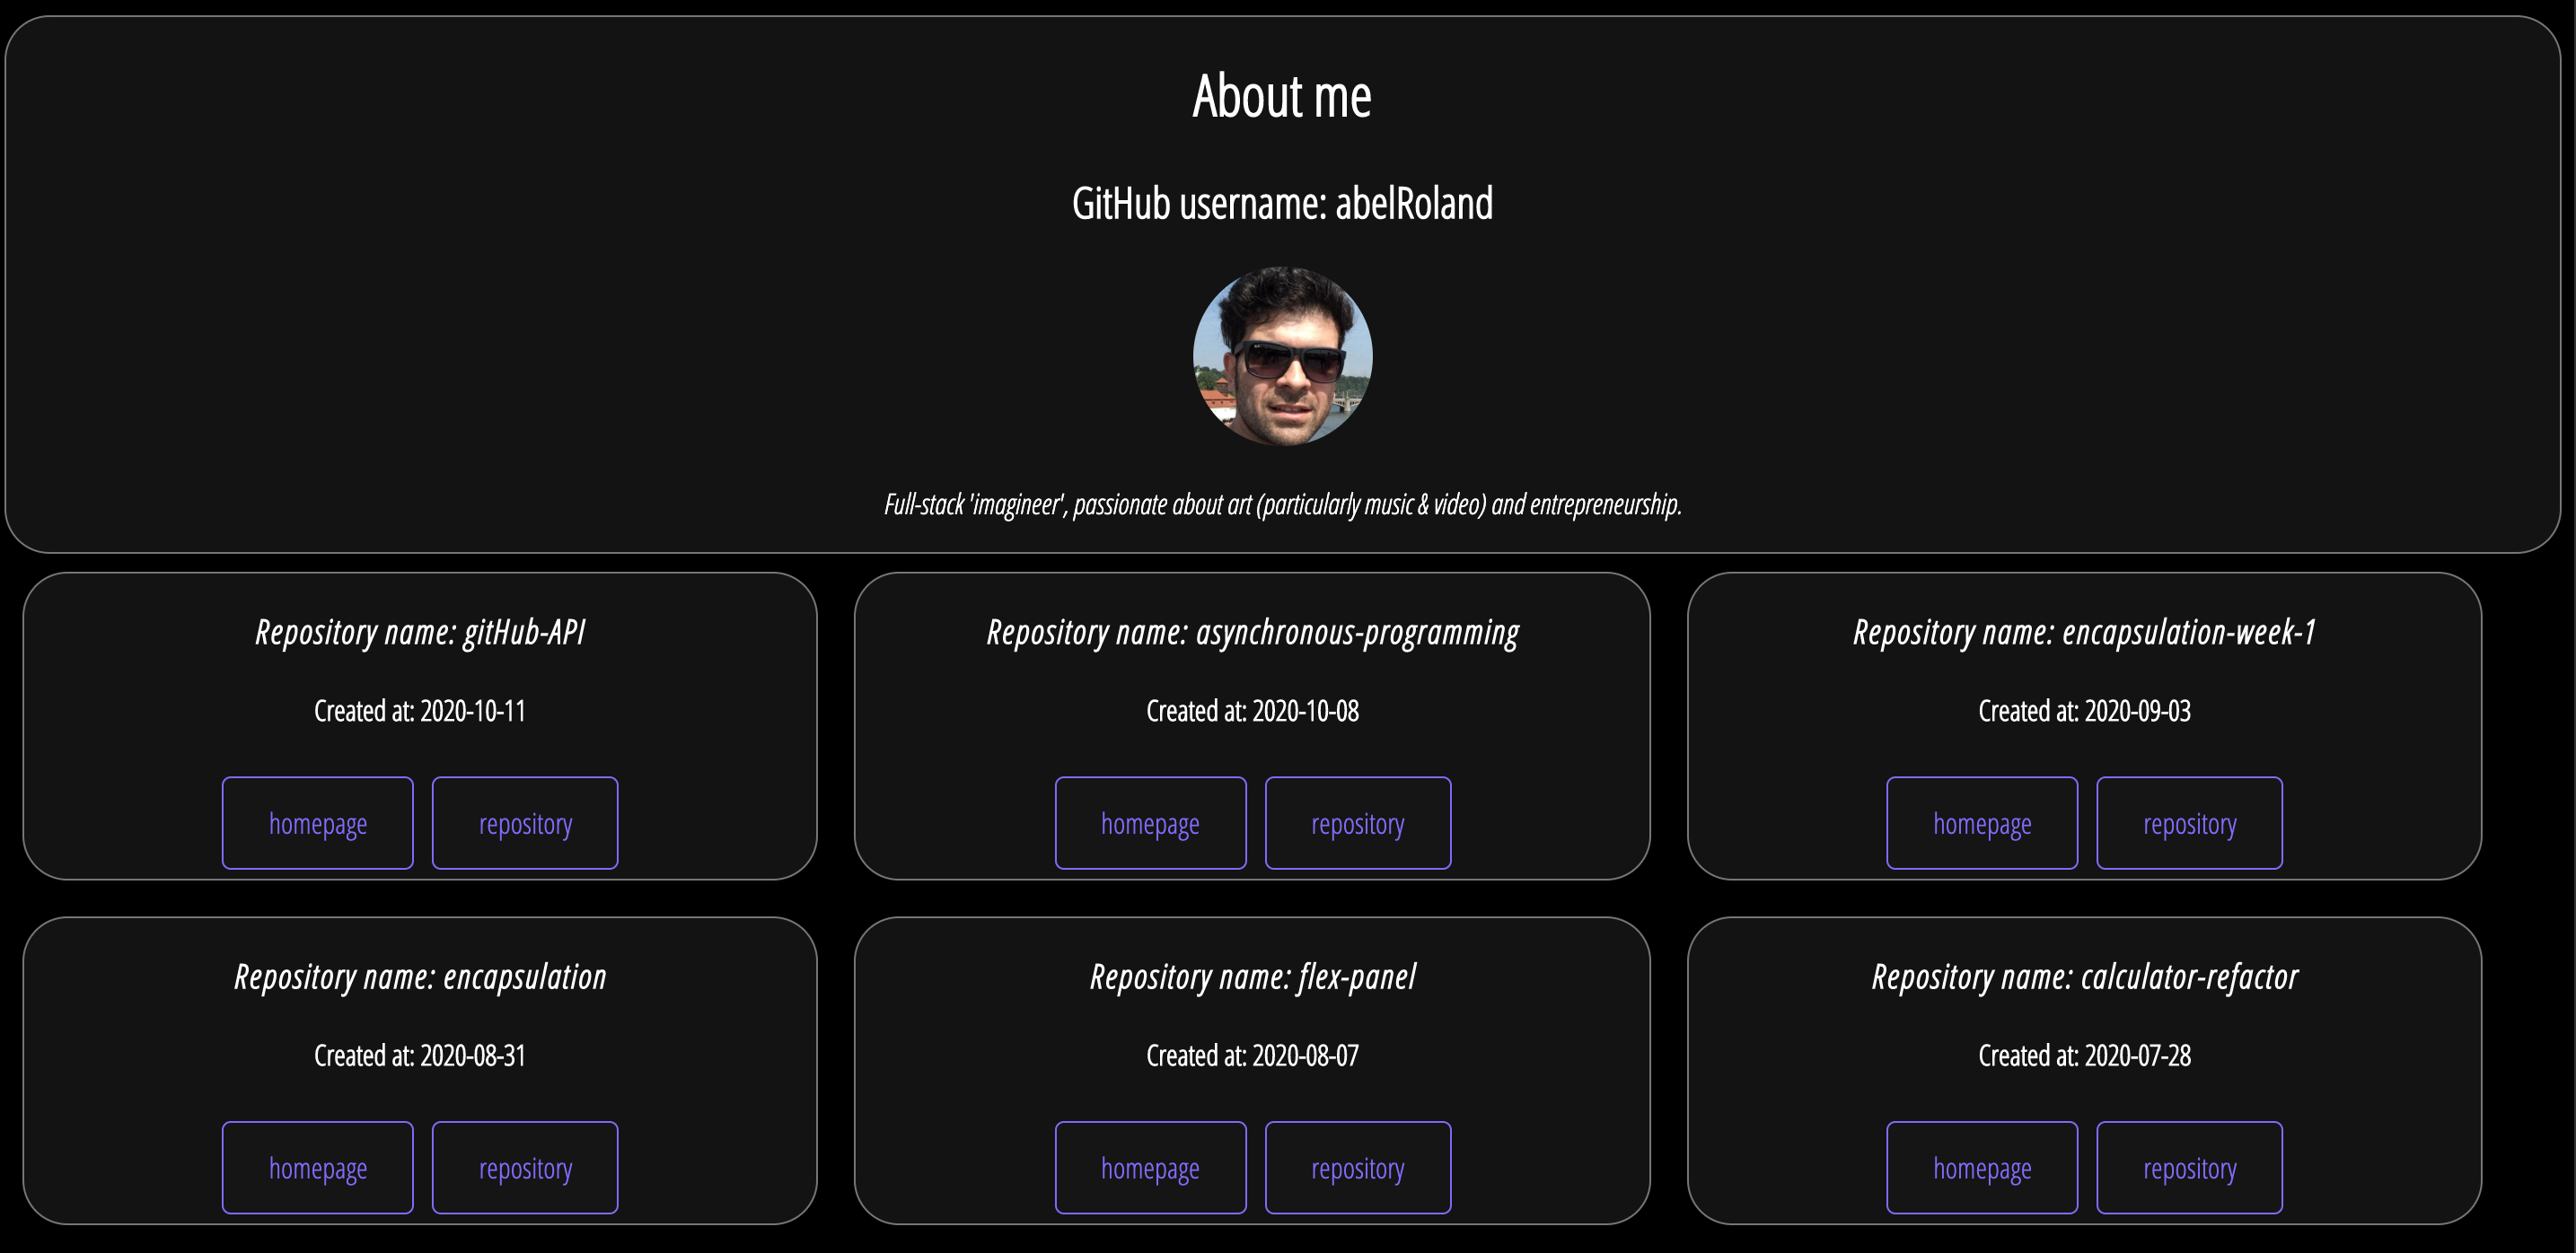 About me
GitHub username: abelRoland
Full-stack 'imagineer', passionate about art (particularly music & video) and entrepreneurship.
Repository name: gitHub-API
Created at: 2020-10-11
homepage
repository
Repository name: asynchronous-programming
Created at: 2020-10-08
homepage
repository
Repository name: encapsulation-week-1
Created at: 2020-09-03
homepage
repository
Repository name: encapsulation
Created at: 2020-08-31
homepage
repository
Repository name: flex-panel
Created at: 2020-08-07
homepage
repository
Repository name: calculator-refactor
Created at: 2020-07-28
homepage
repository